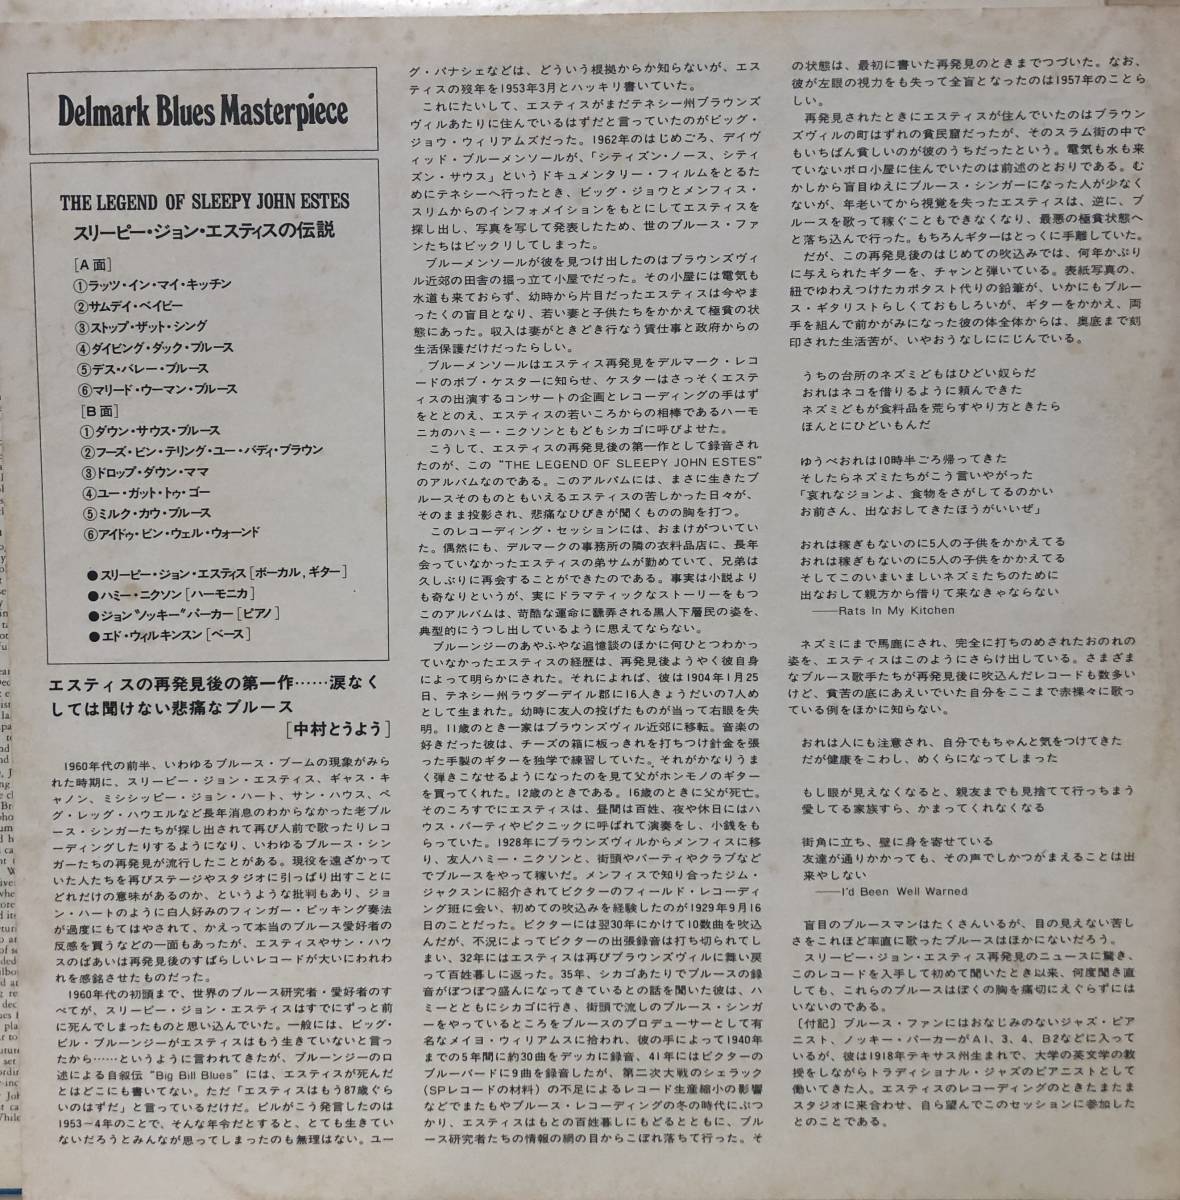 Delmark Blues Masterpiece
THE LEGEND OF SLEEPY JOHN ESTES
スリーピー・ジョン・エスティスの伝説
[A面]
①ラッツ・イン・マイ・キッチン
②サムデイ・ベイビー
③ストップ・ザット・シング
④ダイビング・ダック・ブルース
⑤デス・バレー・ブルース
⑥マリード・ウーマン・ブルース
[B面]
①ダウン・サウス・ブルース
②フーズ・ビン・テリング・ユー・バディ・ブラウン
③ドロップ・ダウン・ママ
④ユー・ガット・トゥ・ゴー
⑤ミルク・カウ・ブルース
⑥アイドゥ・ビン・ウェル・ウォーンド
●スリーピー・ジョン・エスティス[ボーカル,ギター]
●ハミー・ニクソン[ハーモニカ]
●ジョン“ノッキー”パーカー[ピアノ]
●エド・ウィルキンスン[ベース]
エスティスの再発見後の第一作……涙なく
しては聞けない悲痛なブルース
[中村とうよう]
1960年代の前半、いわゆるブルース・ブームの現象がみら
れた時期に、スリーピー・ジョン・エスティス、ギャス・キ
ャノン、ミシシッピー・ジョン・ハート、サン・ハウス、ペ
グ・レッグ・ハウエルなど長年消息のわからなかった老ブル
ース・シンガーたちが探し出されて再び人前で歌ったりレコ
ーディングしたりするようになり、いわゆるブルース・シン
ガーたちの再発見が流行したことがある。現役を遠ざかって
いた人たちを再びステージやスタジオに引っぱり出すことに
どれだけの意味があるのか、というような批判もあり、ジョ
ン・ハートのように白人好みのフィンガー・ピッキング奏法
が過度にもてはやされて、かえって本当のブルース愛好者の
反感を買うなどの一面もあったが、エスティスやサン・ハウ
スのばあいは再発見後のすばらしいレコードが大いにわれわ
れを感銘させたものだった。
1960年代の初頭まで、世界のブルース研究者・愛好者のす
べてが、スリーピー・ジョン・エスティスはすでにずっと前
に死んでしまったものと思い込んでいた。一般には、ビッグ・
ビル・ブルーンジーがエスティスはもう生きていないと言っ
たから……というように言われてきたが、ブルーンジーの口
述による自叙伝“Big Bill Blues”には、エスティスが死んだ
とはどこにも書いてない。ただ「エスティスはもう87歳ぐら
いのはずだ」と言っているだけだ。ビルがこう発言したのは
1953−4年のことで、そんな年令だとすると、とても生きてい
ないだろうとみんなが思ってしまったのも無理はない。ユー
グ・パナシェなどは、どういう根拠からか知らないが、エス
ティスの残年を1953年3月とハッキリ書いていた。
これにたいして、エスティスがまだテネシー州ブラウンズ
ヴィルあたりに住んでいるはずだと言っていたのがビッグ・
ジョウ・ウィリアムズだった。1962年のはじめごろ、デイヴ
ィッド・ブルーメンソールが、「シティズン・ノース、シティ
ズン・サウス」というドキュメンタリー・フィルムをとるた
めにテネシーへ行ったとき、ビッグ・ジョウとメンフィス・
スリムからのインフォメイションをもとにしてエスティスを
探し出し、写真を写して発表したため、世のブルース・ファ
ンたちはビックリしてしまった。
ブルーメンソールが彼を見つけ出したのはブラウンズヴィ
ル近郊の田舎の掘っ立て小屋でだった。その小屋には電気も
水道も来ておらず、幼時から片目だったエスティスは今やま
ったくの盲目となり、若い妻と子供たちをかかえて極貧の状
態にあった。収入は妻がときどき行なう賃仕事と政府からの
生活保護だけだったらしい。
ブルーメンソールはエスティス再発見をデルマーク・レコ
ードのボブ・ケスターに知らせ、ケスターはさっそくエステ
ィスの出演するコンサートの企画とレコーディングの手はず
をととのえ、エスティスの若いころからの相棒であるハーモ
ニカのハミー・ニクソンともどもシカゴに呼びよせた。
こうして、エスティスの再発見後の第一作として録音され
たのが、この“THE LEGEND OF SLEEPY JOHN ESTES”
のアルバムなのである。このアルバムには、まさに生きたブ
ルースそのものともいえるエスティスの苦しかった日々が、
そのまま投影され、悲痛なひびきが聞くものの胸を打つ。
このレコーディング・セッションには、おまけがついてい
た。偶然にも、デルマークの事務所の隣の衣料品店に、長年
会っていなかったエスティスの弟サムが勤めていて、兄弟は
久しぶりに再会することができたのである。事実は小説より
も奇なりというが、実にドラマティックなストーリーをもつ
このアルバムは、苛酷な運命に飜弄される黒人下層民の姿を、
典型的にうつし出しているように思えてならない。
ブルーンジーのあやふやな追憶談のほかに何ひとつわかっ
ていなかったエスティスの経歴は、再発見後ようやく彼自身
によって明らかにされた。それによれば、彼は1904年1月25
日、テネシー州ラウダーデイル郡に16人きょうだいの7人め
として生まれた。幼時に友人の投げたものが当って右眼を失
明。11歳のとき一家はブラウンズヴィル近郊に移転。音楽の
好きだった彼は、チーズの箱に板っきれを打ちつけ針金を張
った手製のギターを独学で練習していた。それがかなりうま
く弾きこなせるようになったのを見て父がホンモノのギター
を買ってくれた。12歳のときである。16歳のときに父が死亡。
そのころすでにエスティスは、昼間は百姓、夜や休日にはハ
ウス・パーティやピクニックに呼ばれて演奏をし、小銭をも
らっていた。1928年にブラウンズヴィルからメンフィスに移
り、友人ハミー・ニクソンと、街頭やパーティやクラブなど
でブルースをやって稼いだ。メンフィスで知り合ったジム・
ジャクスンに紹介されてビクターのフィールド・レコーディ
ング班に会い、初めての吹込みを経験したのが1929年9月16
日のことだった。ビクターには翌30年にかけて10数曲を吹込
んだが、不況によってビクターの出張録音は打ち切られてし
まい、32年にはエスティスは再びブラウンズヴィルに舞い戻
って百姓暮しに返った。35年、シカゴあたりでブルースの録
音がぼつぼつ盛んになってきているとの話を聞いた彼は、ハ
ミーとともにシカゴに行き、街頭で流しのブルース・シンガ
ーをやっているところをブルースのプロデューサーとして有
名なメイヨ・ウィリアムスに拾われ、彼の手によって1940年
までの5年間に約30曲をデッカに録音、41年にはビクターの
ブルーバードに9曲を録音したが、第二次大戦のシェラック
(SPレコードの材料)の不足によるレコード生産縮小の影響
などでまたもやブルース・レコーディングの冬の時代にぶつ
かり、エスティスはもとの百姓暮しにもどるとともに、ブル
ース研究者たちの情報の網の目からこぼれ落ちて行った。そ
の状態は、最初に書いた再発見のときまでつづいた。なお、
彼が左眼の視力をも失って全盲となったのは1957年のことら
しい。
再発見されたときにエスティスが住んでいたのはブラウン
ズヴィルの町はずれの貧民窟だったが、そのスラム街の中で
もいちばん貧しいのが彼のうちだったという。電気も水も来
ていないボロ小屋に住んでいたのは前述のとおりである。む
かしから盲目ゆえにブルース・シンガーになった人が少なく
ないが、年老いてから視覚を失ったエスティスは、逆に、ブ
ルースを歌って稼ぐこともできなくなり、最悪の極貧状態へ
と落ち込んで行った。もちろんギターはとっくに手離していた。
だが、この再発見後のはじめての吹込みでは、何年かぶり
に与えられたギターを、チャンと弾いている。表紙写真の、
紐でゆわえつけたカポタスト代りの鉛筆が、いかにもブルー
ス・ギタリストらしくておもしろいが、ギターをかかえ、両
手を組んで前かがみになった彼の体全体からは、奥底まで刻
印された生活苦が、いやおうなしににじんでいる。
うちの台所のネズミどもはひどい奴らだ
おれはネコを借りるように頼んできた
ネズミどもが食料品を荒らすやり方ときたら
ほんとにひどいもんだ
ゆうべおれは10時半ごろ帰ってきた
そしたらネズミたちがこう言いやがった
「哀れなジョンよ、食物をさがしてるのかい
お前さん、出なおしてきたほうがいいぜ」
おれは稼ぎもないのに5人の子供をかかえてる
おれは稼ぎもないのに5人の子供をかかえてる
そしてこのいまいましいネズミたちのために
出なおして親方から借りて来なきゃならない
――Rats In My Kitchen
ネズミにまで馬鹿にされ、完全に打ちのめされたおのれの
姿を、エスティスはこのようにさらけ出している。さまざま
なブルース歌手たちが再発見後に吹込んだレコードも数多い
けど、貧苦の底にあえいでいた自分をここまで赤裸々に歌っ
ている例をほかに知らない。
おれは人にも注意され、自分でもちゃんと気をつけてきた
だが健康をこわし、めくらになってしまった
もし眼が見えなくなると、親友までも見捨てて行っちまう
愛してる家族すら、かまってくれなくなる
街角に立ち、壁に身を寄せている
友達が通りかかっても、その声でしかつかまえることは出
来やしない
――I'd Been Well Warned
盲目のブルースマンはたくさんいるが、目の見えない苦し
さをこれほど率直に歌ったブルースはほかにないだろう。
スリーピー・ジョン・エスティス再発見のニュースに驚き、
このレコードを入手して初めて聞いたとき以来、何度聞き直
しても、これらのブルースはぼくの胸を痛切にえぐらずには
いないのである。
〔付記〕ブルース・ファンにはおなじみのないジャズ・ピア
ニスト、ノッキー・パーカーがA1、3、4、B2などに入って
いるが、彼は1918年テキサス州生まれで、大学の英文学の教
授をしながらトラディショナル・ジャズのピアニストとして
働いてきた人。エスティスのレコーディングのときたまたま
スタジオに来合わせ、自ら望んでこのセッションに参加した
とのことである。